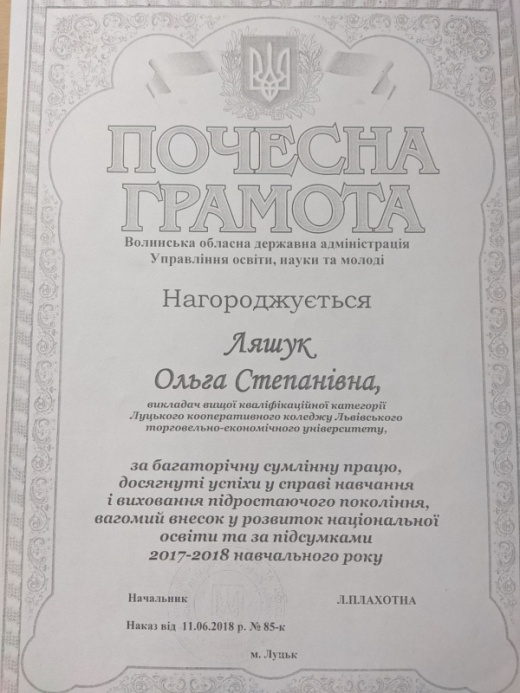 ПОЧЕСНА
ГРАМОТА
Волинська обласна державна адміністрація
Управління освіти, науки та молоді
Нагороджується
Ляшук
Ольга Степанівна,
викладач вищої кваліфікаційної категорії
Луцького кооперативного коледжу Львівського
торговельно-економічного університету,
за багаторічну сумлінну працю,
досягнуті успіхи у справі навчання
і виховання підростаючого покоління,
вагомий внесок у розвиток національної
освіти та за підсумками
2017-2018 навчального року
Начальник Л.ПЛАХОТНА
Наказ від 11.06.2018 р. № 85-к
м. Луцьк